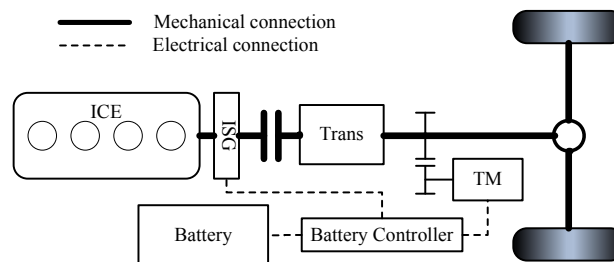 Mechanical connection
Electrical connection
ICE
ISG
Trans
TM
Battery
Battery Controller